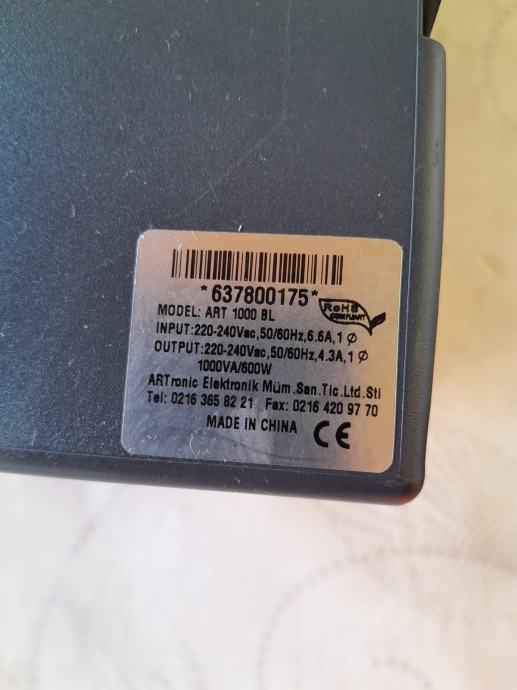 *637800175*
RoHS
COMPLIANT
MODEL: ART 1000 BL
INPUT:220-240Vac,50/60Hz,6.6A,1 ϕ
OUTPUT:220-240Vac,50/60Hz,4.3A,1 ϕ
1000VA/600W
ARTronic Elektronik Müm.San.Tic.Ltd.Sti
Tel: 0216 365 82 21 Fax: 0216 420 97 70
MADE IN CHINA CE